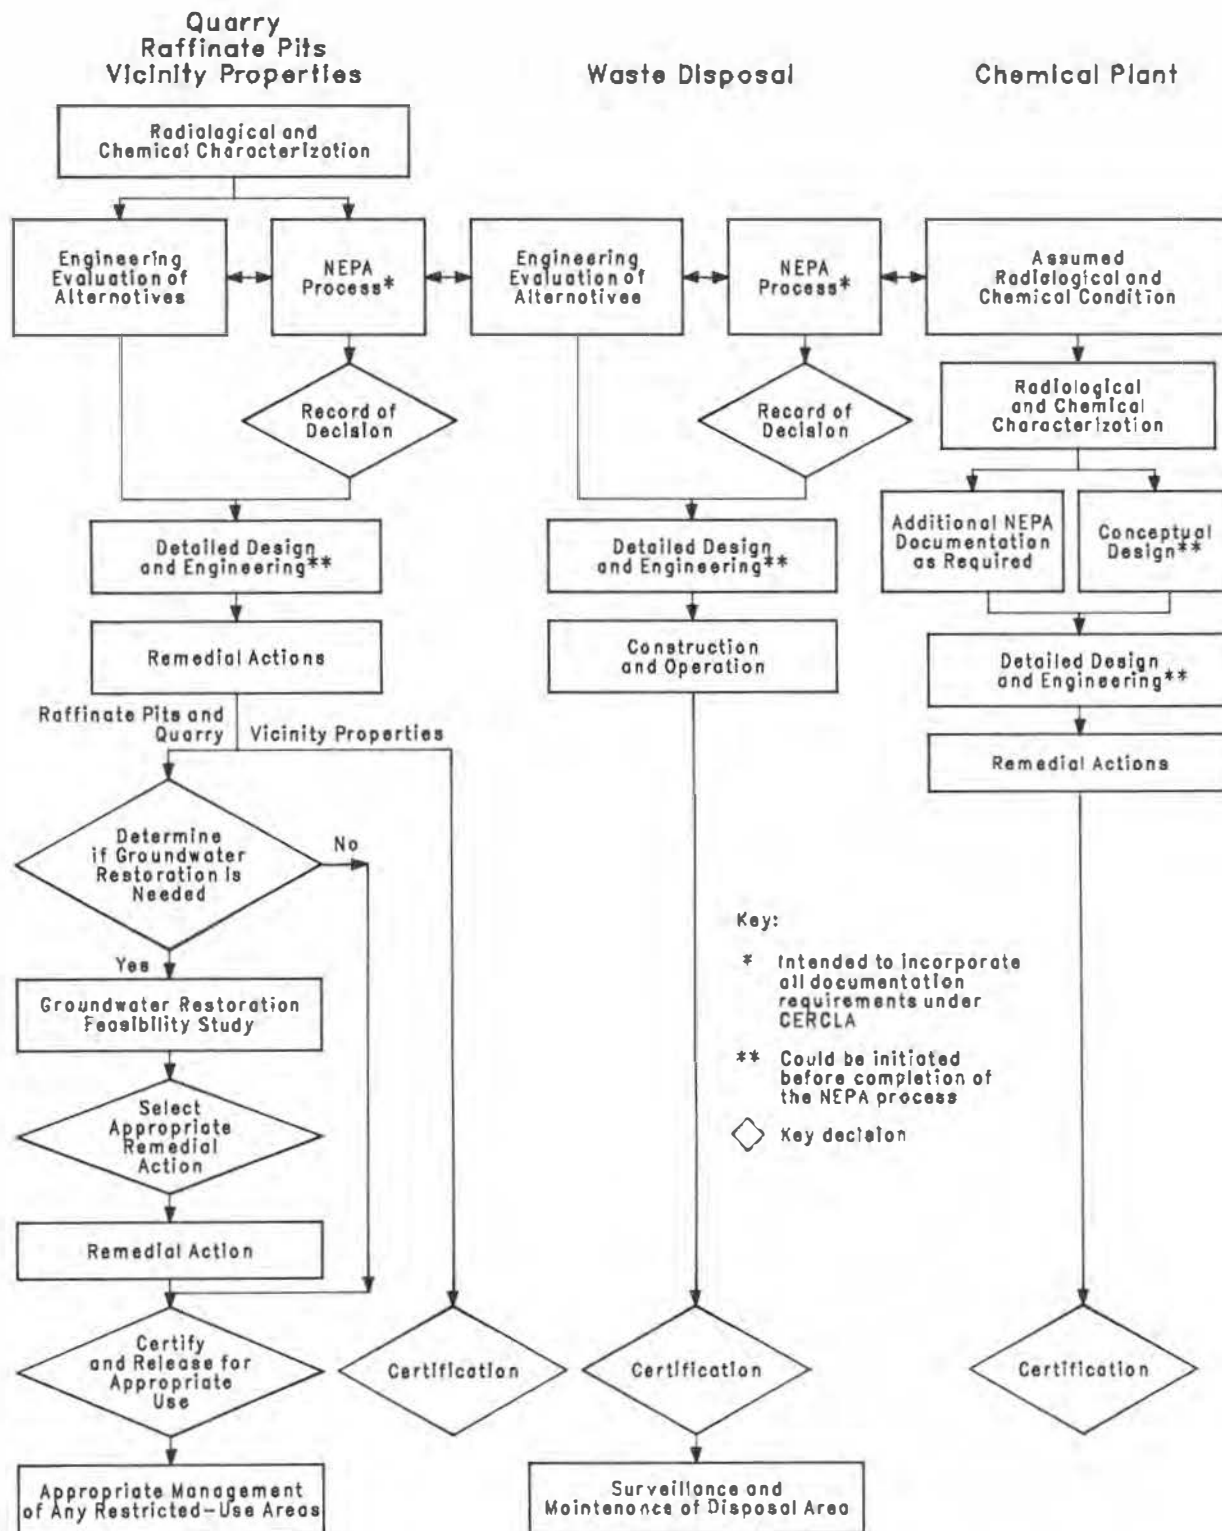 Quarry
Raffinate Pits
Vicinity Properties
Waste Disposal
Chemical Plant
Radiological and
Chemical Characterization
Engineering
Evaluation of
Alternatives
NEPA
Process*
Engineering
Evaluation of
Alternatives
NEPA
Process*
Assumed
Radiological and
Chemical Condition
Record of
Decision
Record of
Decision
Radiological
and Chemical
Characterization
Additional NEPA
Documentation
as Required
Conceptual
Design**
Detailed Design
and Engineering**
Detailed Design
and Engineering**
Remedial Actions
Construction
and Operation
Detailed Design
and Engineering**
Remedial Actions
Raffinate Pits and
Quarry
Vicinity Properties
Determine
if Groundwater
Restoration is
Needed
No
Yes
Groundwater Restoration
Feasibility Study
Select
Appropriate
Remedial
Action
Remedial Action
Key:
* Intended to incorporate
all documentation
requirements under
CERCLA
** Could be initiated
before completion of
the NEPA process
Key decision
Certify
and Release for
Appropriate
Use
Certification
Certification
Certification
Appropriate Management
of Any Restricted-Use Areas
Surveillance and
Maintenance of Disposal Area